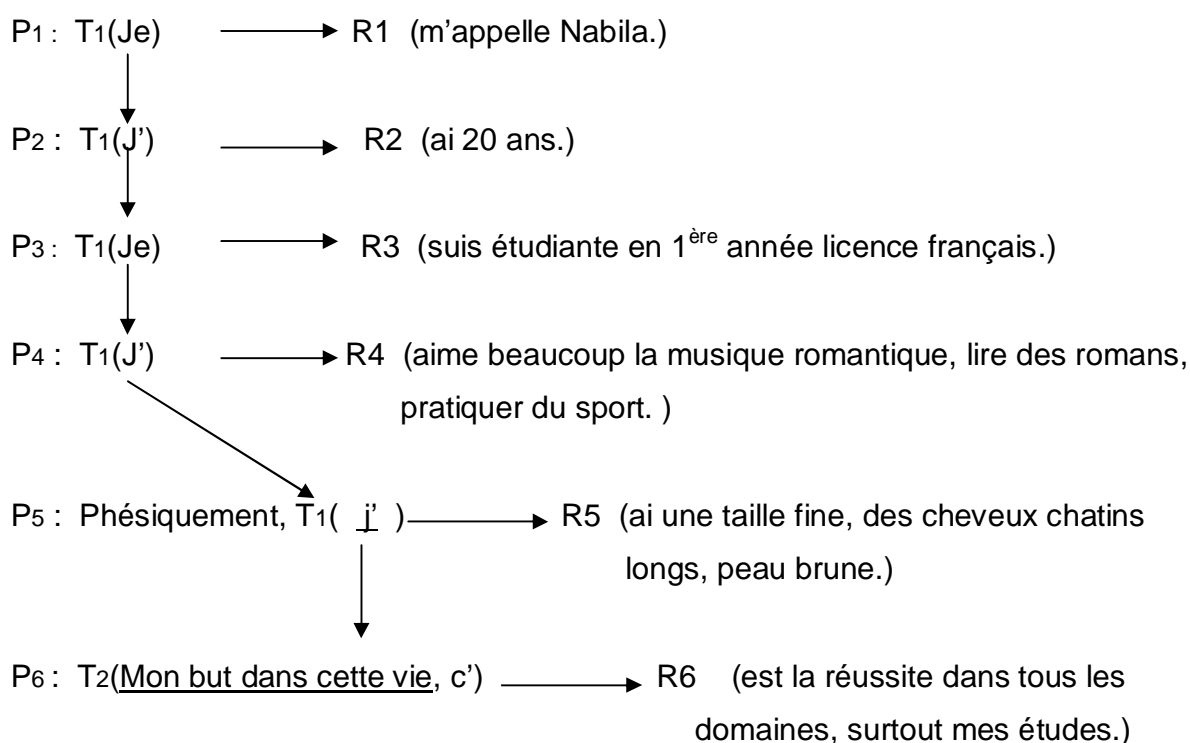 P1 : T1(Je) R1 (m’appelle Nabila.)
P2 : T1(J’) R2 (ai 20 ans.)
P3 : T1(Je) R3 (suis étudiante en 1ère année licence français.)
P4 : T1(J’) R4 (aime beaucoup la musique romantique, lire des romans,
pratiquer du sport. )
P5 : Phésiquement, T1( j’ ) R5 (ai une taille fine, des cheveux chatins
longs, peau brune.)
P6 : T2(Mon but dans cette vie, c’) R6 (est la réussite dans tous les
domaines, surtout mes études.)